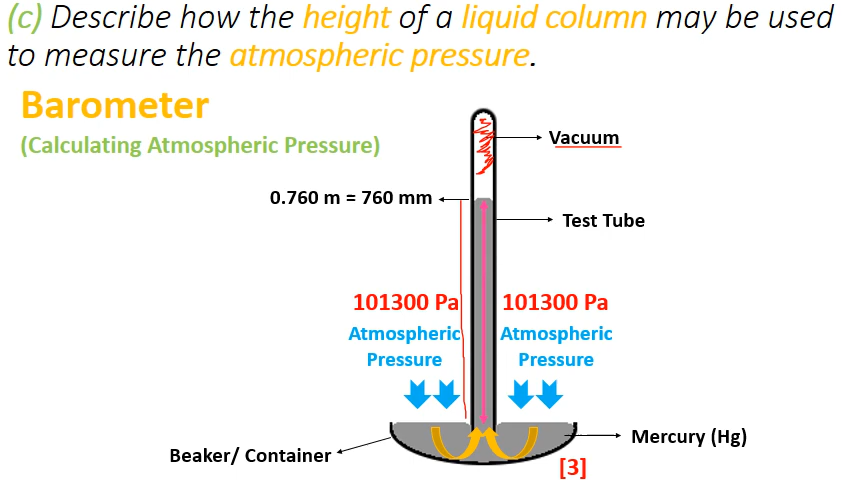 (c) Describe how the height of a liquid column may be used
to measure the atmospheric pressure.
Barometer
(Calculating Atmospheric Pressure)
Vacuum
0.760 m = 760 mm
Test Tube
101300 Pa
101300 Pa
Atmospheric
Pressure
Atmospheric
Pressure
Mercury (Hg)
Beaker/ Container
[3]